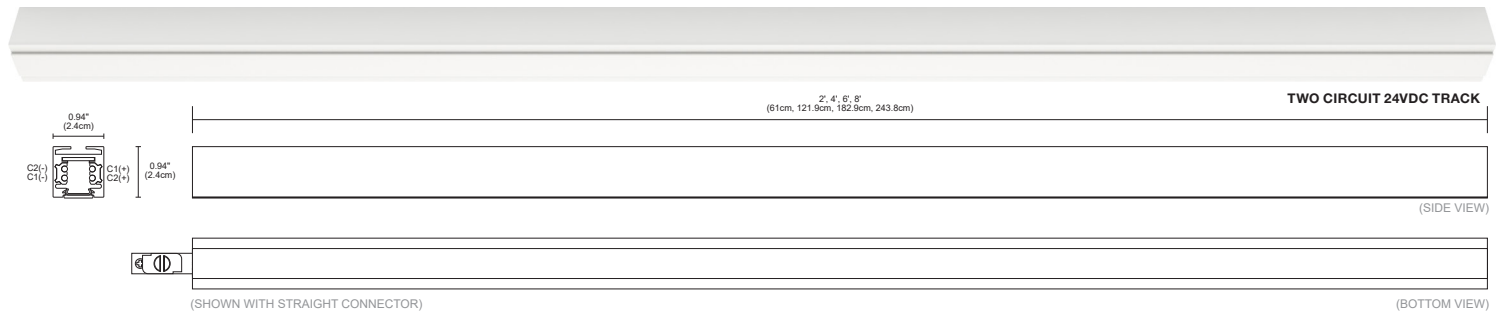 2', 4', 6', 8'
(61cm, 121.9cm, 182.9cm, 243.8cm)
TWO CIRCUIT 24VDC TRACK
0.94"
(2.4cm)
C2(-)
C1(-)
C1(+)
C2(+)
0.94"
(2.4cm)
(SIDE VIEW)
(SHOWN WITH STRAIGHT CONNECTOR)
(BOTTOM VIEW)